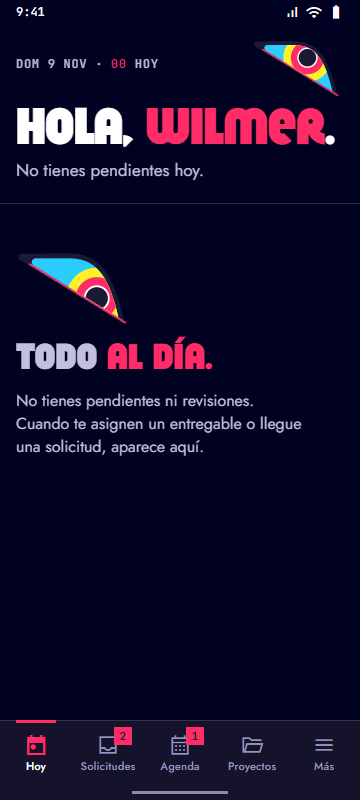 9:41
DOM 9 NOV · 00 HOY
HOLA, WILMER.
No tienes pendientes hoy.
TODO AL DÍA.
No tienes pendientes ni revisiones.
Cuando te asignen un entregable o llegue
una solicitud, aparece aquí.
2
1
Hoy
Solicitudes
Agenda
Proyectos
Más